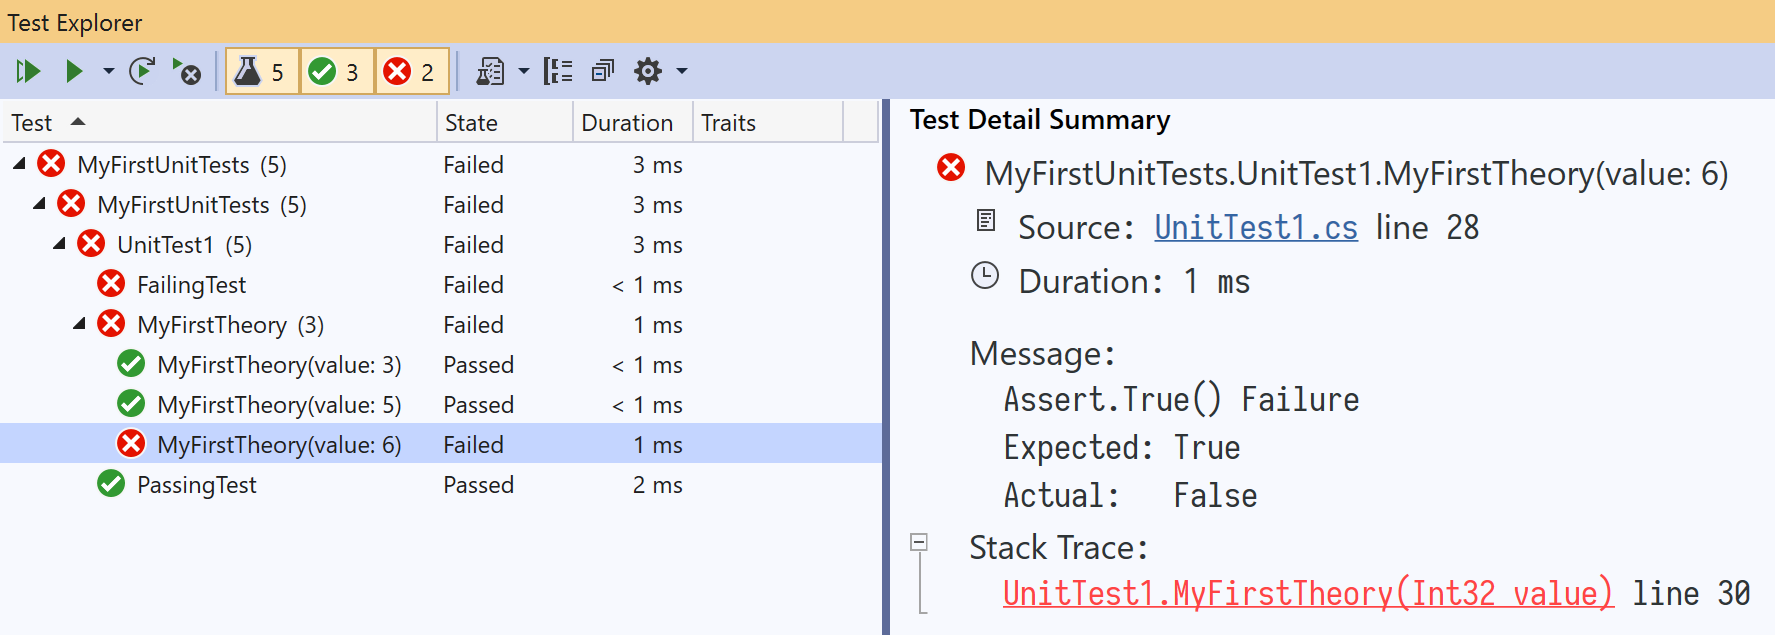 Test Explorer
5 3 2
Test State Duration Traits
MyFirstUnitTests (5) Failed 3 ms
MyFirstUnitTests (5) Failed 3 ms
UnitTest1 (5) Failed 3 ms
FailingTest Failed < 1 ms
MyFirstTheory (3) Failed 1 ms
MyFirstTheory(value: 3) Passed < 1 ms
MyFirstTheory(value: 5) Passed < 1 ms
MyFirstTheory(value: 6) Failed 1 ms
PassingTest Passed 2 ms
Test Detail Summary
MyFirstUnitTests.UnitTest1.MyFirstTheory(value: 6)
Source: UnitTest1.cs line 28
Duration: 1 ms
Message:
Assert.True() Failure
Expected: True
Actual: False
Stack Trace:
UnitTest1.MyFirstTheory(Int32 value) line 30